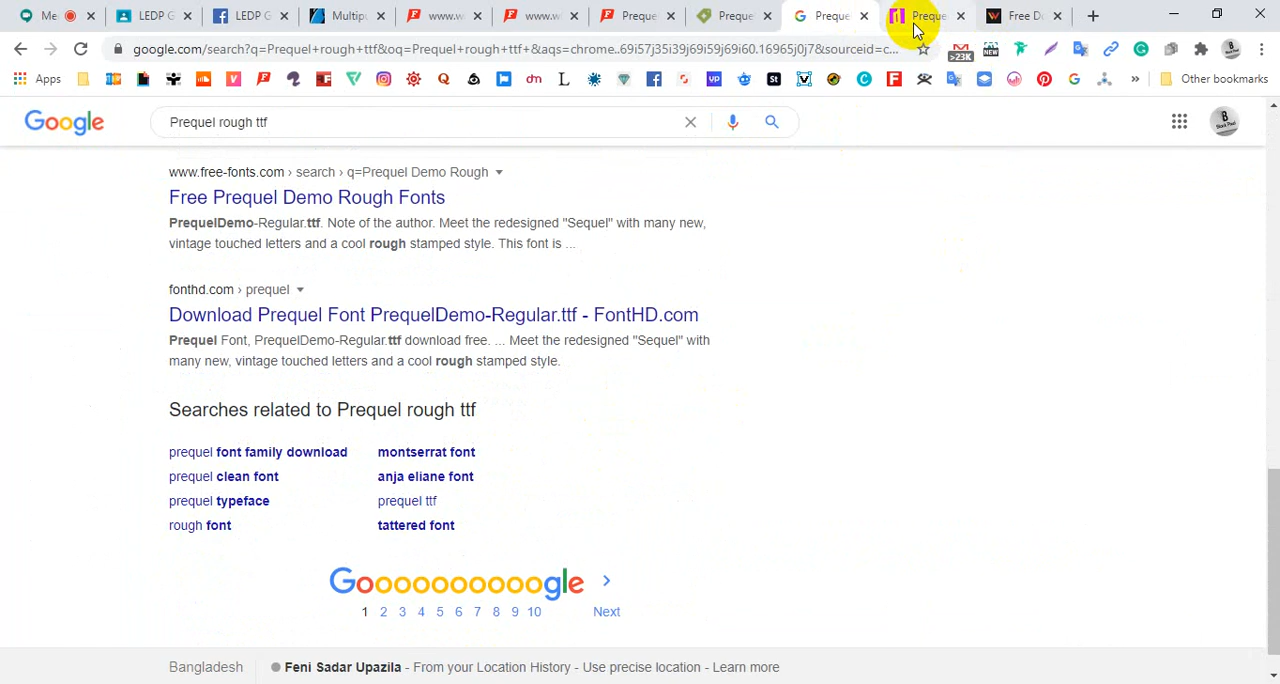 Me
LEDP G
LEDP G
Multipu
www.w
www.w
Preque
Preque
Preque
Preque
Free Do
google.com/search?q=Prequel+rough+ttf&oq=Prequel+rough+ttf+&aqs=chrome..69i57j35i39j69i59j69i60.16965j0j7&sourceid=c...
>23K
Apps
Other bookmarks
Google
Prequel rough ttf
www.free-fonts.com › search › q=Prequel Demo Rough
Free Prequel Demo Rough Fonts
PrequelDemo-Regular.ttf. Note of the author. Meet the redesigned "Sequel" with many new,
vintage touched letters and a cool rough stamped style. This font is ...
fonthd.com › prequel
Download Prequel Font PrequelDemo-Regular.ttf - FontHD.com
Prequel Font, PrequelDemo-Regular.ttf download free. ... Meet the redesigned "Sequel" with
many new, vintage touched letters and a cool rough stamped style.
Searches related to Prequel rough ttf
prequel font family download
montserrat font
prequel clean font
anja eliane font
prequel typeface
prequel ttf
rough font
tattered font
Goooooooooogle
1 2 3 4 5 6 7 8 9 10 Next
Bangladesh
Feni Sadar Upazila - From your Location History - Use precise location - Learn more